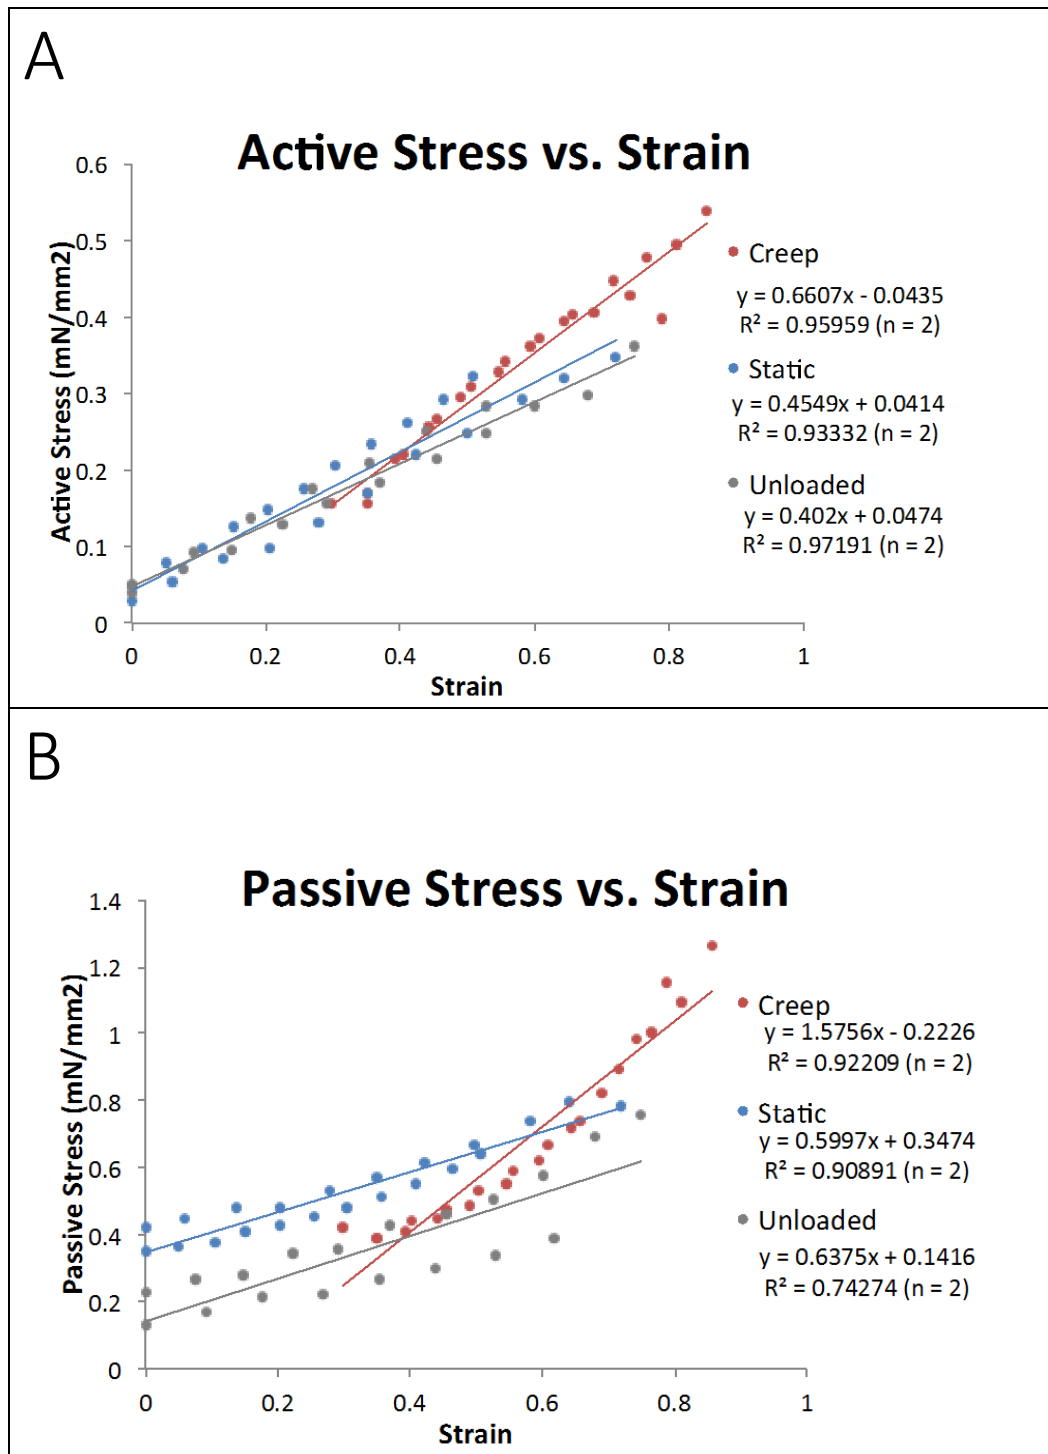 A
Active Stress vs. Strain
Active Stress (mN/mm2)
0.6
0.5
0.4
0.3
0.2
0.1
0
0 0.2 0.4 0.6 0.8 1
Strain
Creep
y = 0.6607x - 0.0435
R² = 0.95959 (n = 2)
Static
y = 0.4549x + 0.0414
R² = 0.93332 (n = 2)
Unloaded
y = 0.402x + 0.0474
R² = 0.97191 (n = 2)
B
Passive Stress vs. Strain
Passive Stress (mN/mm2)
1.4
1.2
1
0.8
0.6
0.4
0.2
0
0 0.2 0.4 0.6 0.8 1
Strain
Creep
y = 1.5756x - 0.2226
R² = 0.92209 (n = 2)
Static
y = 0.5997x + 0.3474
R² = 0.90891 (n = 2)
Unloaded
y = 0.6375x + 0.1416
R² = 0.74274 (n = 2)